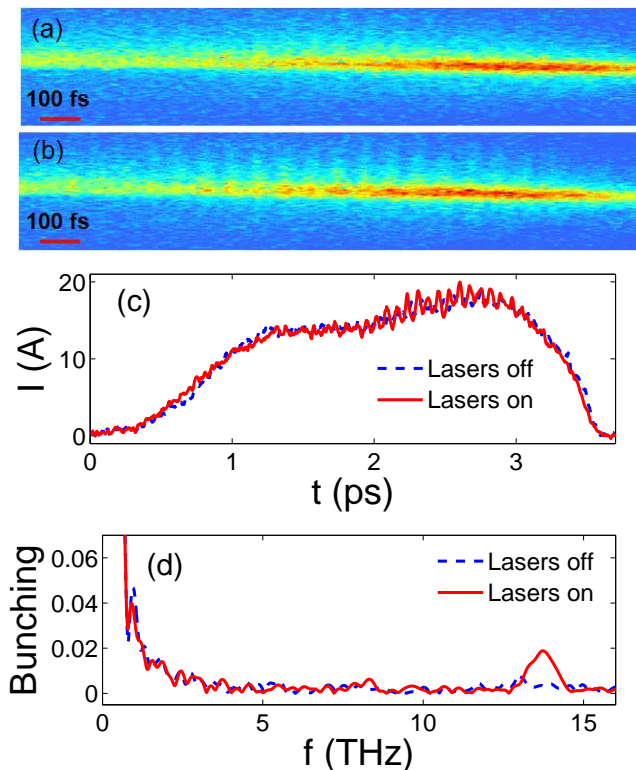 (a)
100 fs
(b)
100 fs
(c)
20
10
0
I (A)
Lasers off
Lasers on
0 1 2 3
t (ps)
(d)
0.06
0.04
0.02
0
Bunching
Lasers off
Lasers on
0 5 10 15
f (THz)